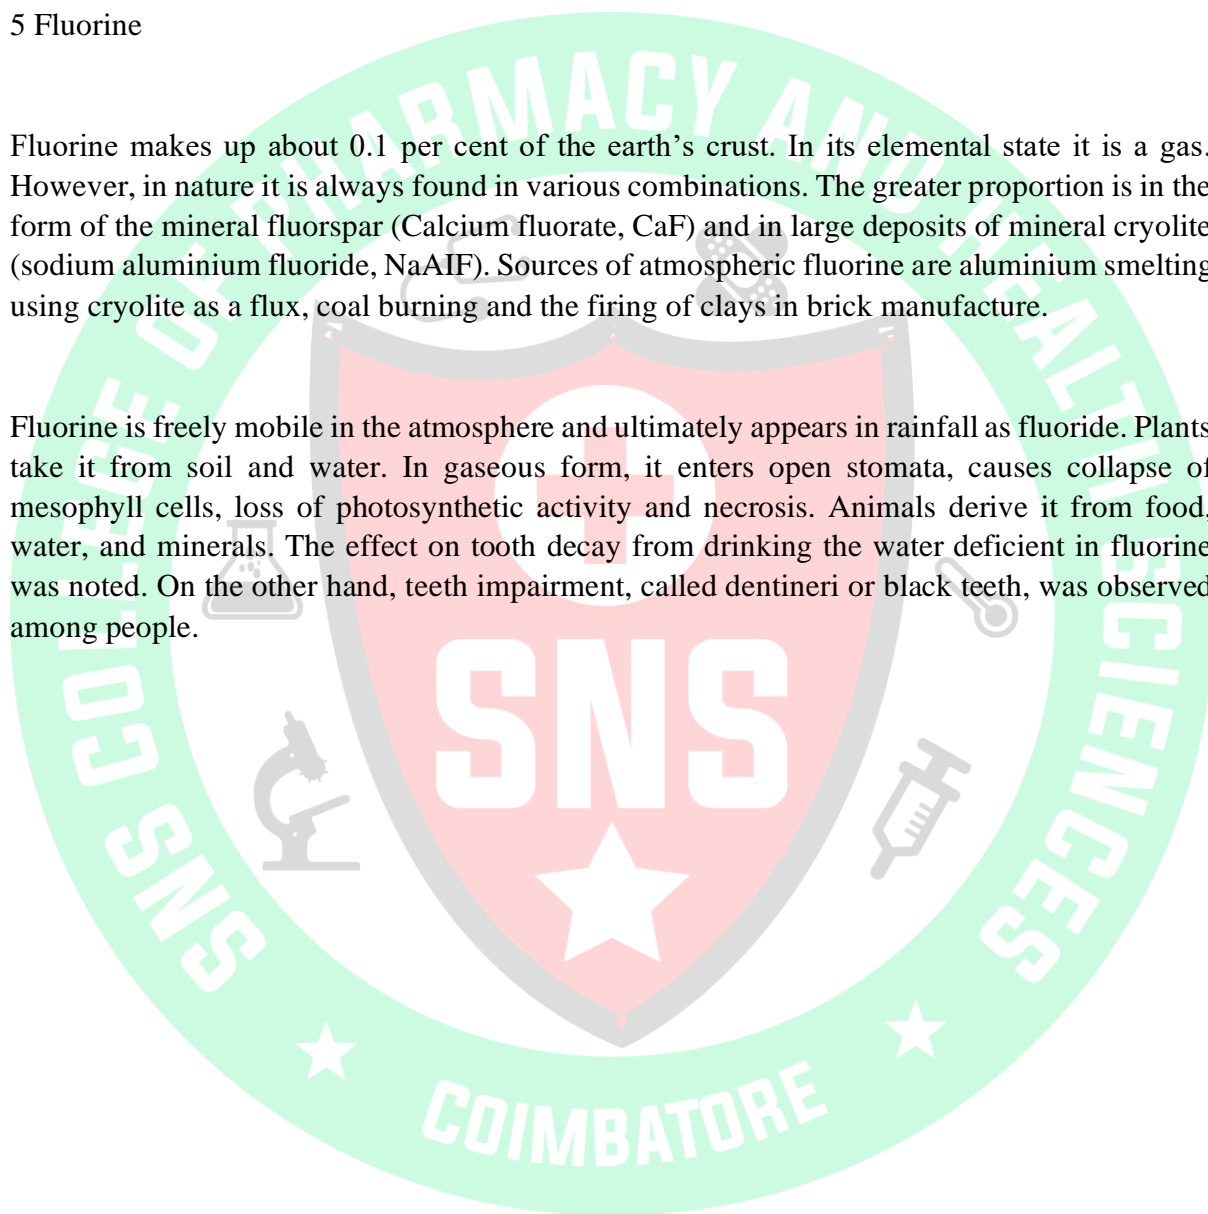 5 Fluorine
Fluorine makes up about 0.1 per cent of the earth’s crust. In its elemental state it is a gas.
However, in nature it is always found in various combinations. The greater proportion is in the
form of the mineral fluorspar (Calcium fluorate, CaF) and in large deposits of mineral cryolite
(sodium aluminium fluoride, NaAIF). Sources of atmospheric fluorine are aluminium smelting
using cryolite as a flux, coal burning and the firing of clays in brick manufacture.
Fluorine is freely mobile in the atmosphere and ultimately appears in rainfall as fluoride. Plants
take it from soil and water. In gaseous form, it enters open stomata, causes collapse of
mesophyll cells, loss of photosynthetic activity and necrosis. Animals derive it from food,
water, and minerals. The effect on tooth decay from drinking the water deficient in fluorine
was noted. On the other hand, teeth impairment, called dentineri or black teeth, was observed
among people.
SNS COLLEGE OF PHARMACY AND HEALTH SCIENCES
SNS
COIMBATORE